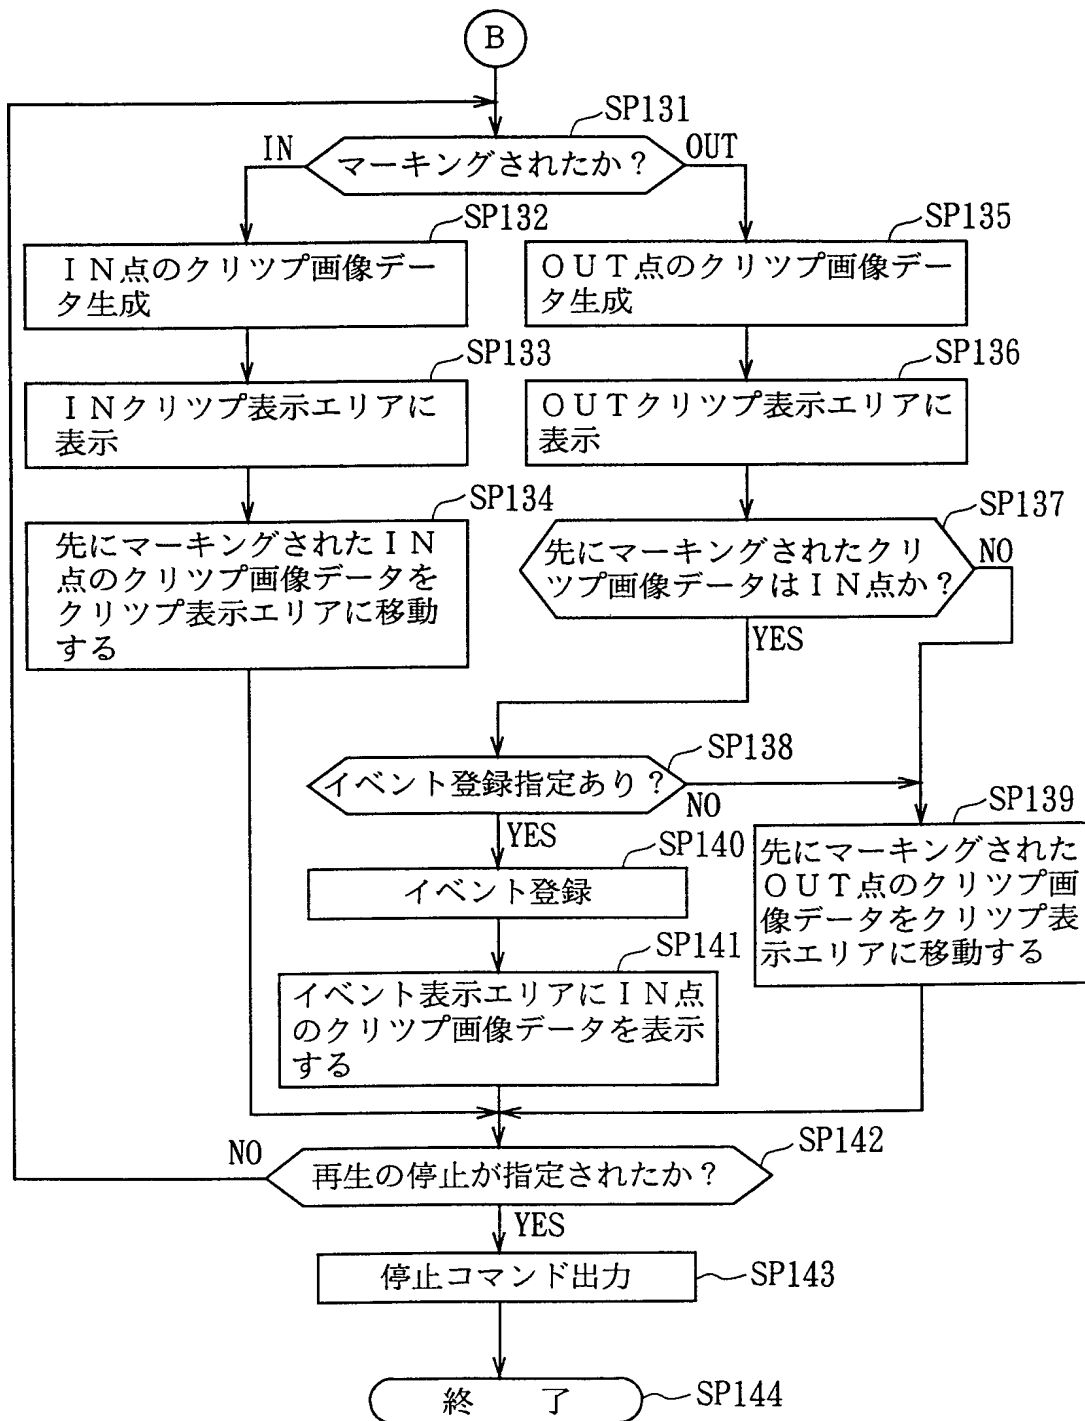 B
SP131
IN
マーキングされたか？
OUT
SP132
ＩＮ点のクリツプ画像デー
タ生成
SP135
ＯＵＴ点のクリツプ画像デー
タ生成
SP133
ＩＮクリツプ表示エリアに
表示
SP136
ＯＵＴクリツプ表示エリアに
表示
SP134
先にマーキングされたＩＮ
点のクリツプ画像データを
クリツプ表示エリアに移動
する
SP137
先にマーキングされたクリ
ツプ画像データはＩＮ点か？
NO
YES
SP138
イベント登録指定あり？
NO
YES
SP139
先にマーキングされた
ＯＵＴ点のクリツプ画
像データをクリツプ表
示エリアに移動する
SP140
イベント登録
SP141
イベント表示エリアにＩＮ点
のクリツプ画像データを表示
する
SP142
NO
再生の停止が指定されたか？
YES
停止コマンド出力
SP143
終　了
SP144